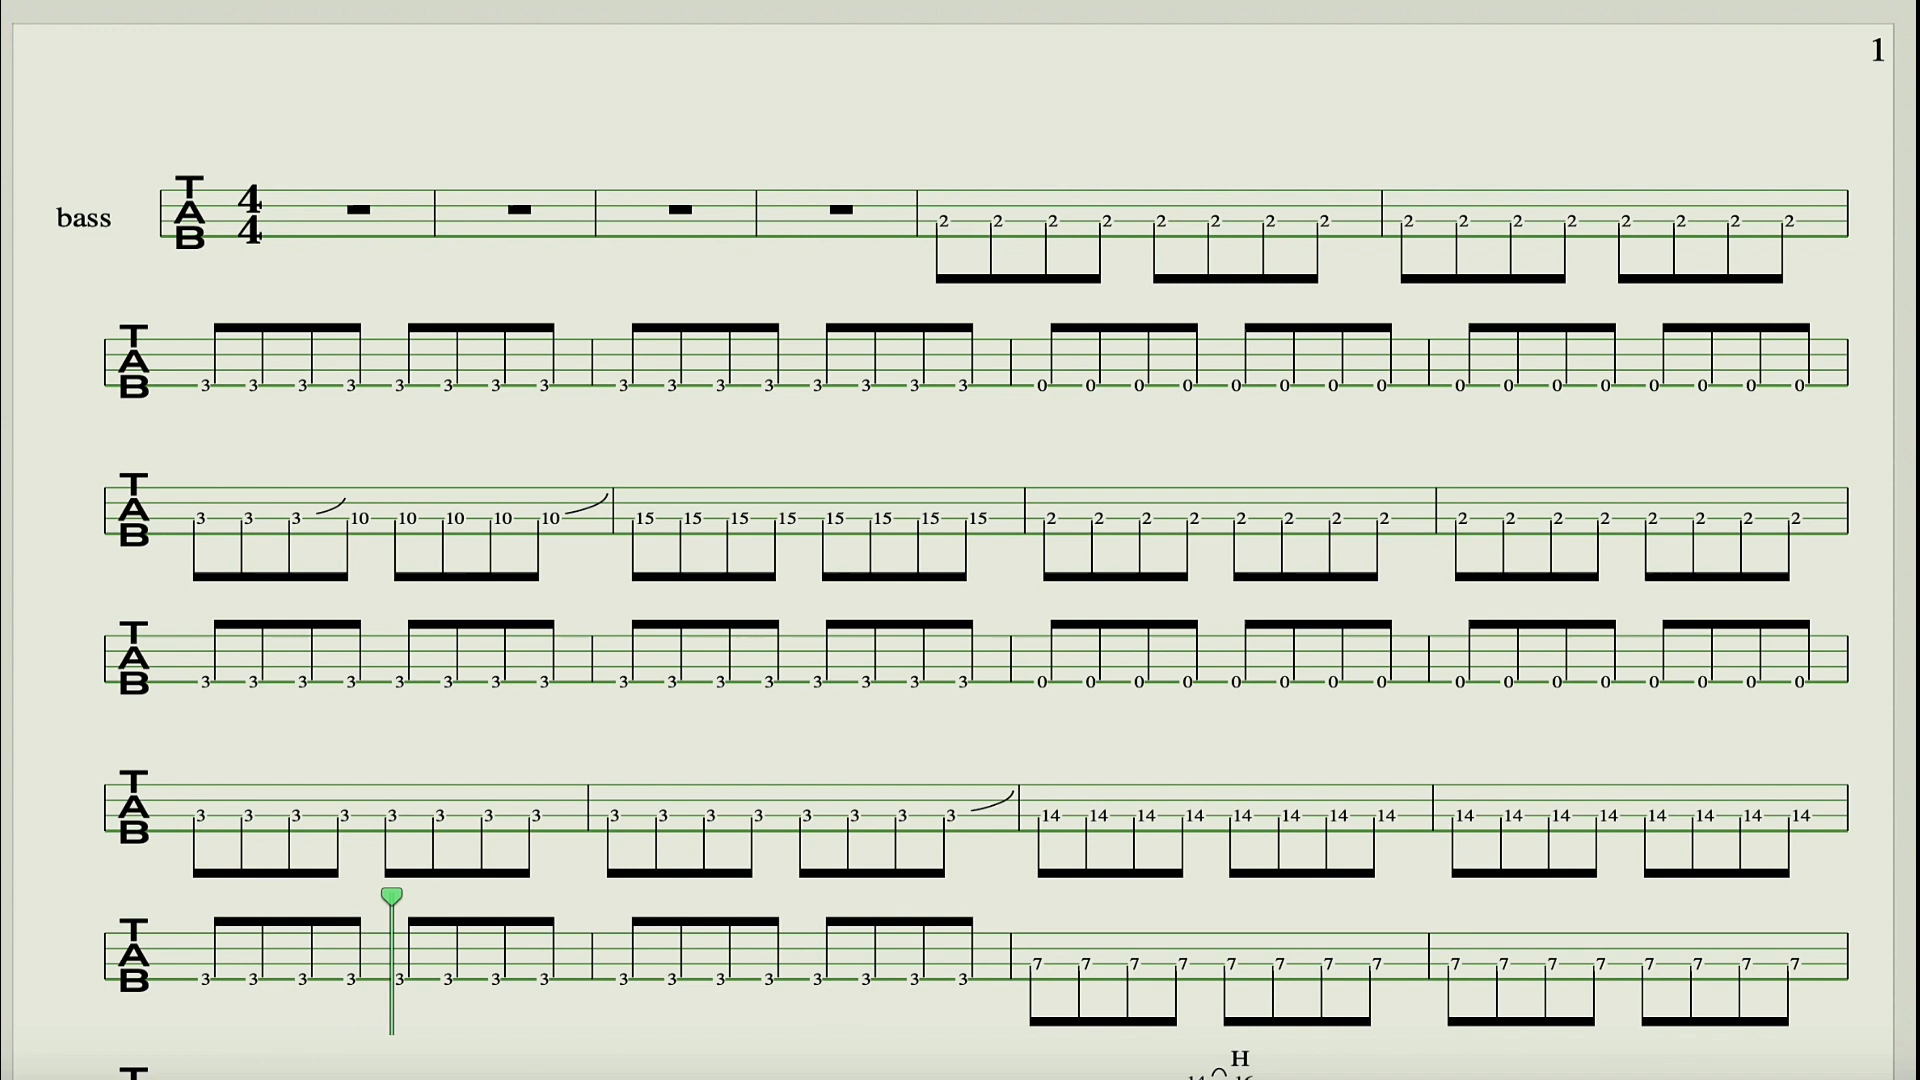 1
bass
TAB 4/4 2 2 2 2 2 2 2 2 2 2 2 2 2 2 2 2
TAB 3 3 3 3 3 3 3 3 3 3 3 3 3 3 3 3 0 0 0 0 0 0 0 0 0 0 0 0 0 0 0 0
TAB 3 3 3 10 10 10 10 10 15 15 15 15 15 15 15 15 2 2 2 2 2 2 2 2 2 2 2 2 2 2 2 2
TAB 3 3 3 3 3 3 3 3 3 3 3 3 3 3 3 3 0 0 0 0 0 0 0 0 0 0 0 0 0 0 0 0
TAB 3 3 3 3 3 3 3 3 3 3 3 3 3 3 3 3 14 14 14 14 14 14 14 14 14 14 14 14 14 14 14 14
TAB 3 3 3 3 3 3 3 3 3 3 3 3 3 3 3 3 7 7 7 7 7 7 7 7 7 7 7 7 7 7 7 7
H
T